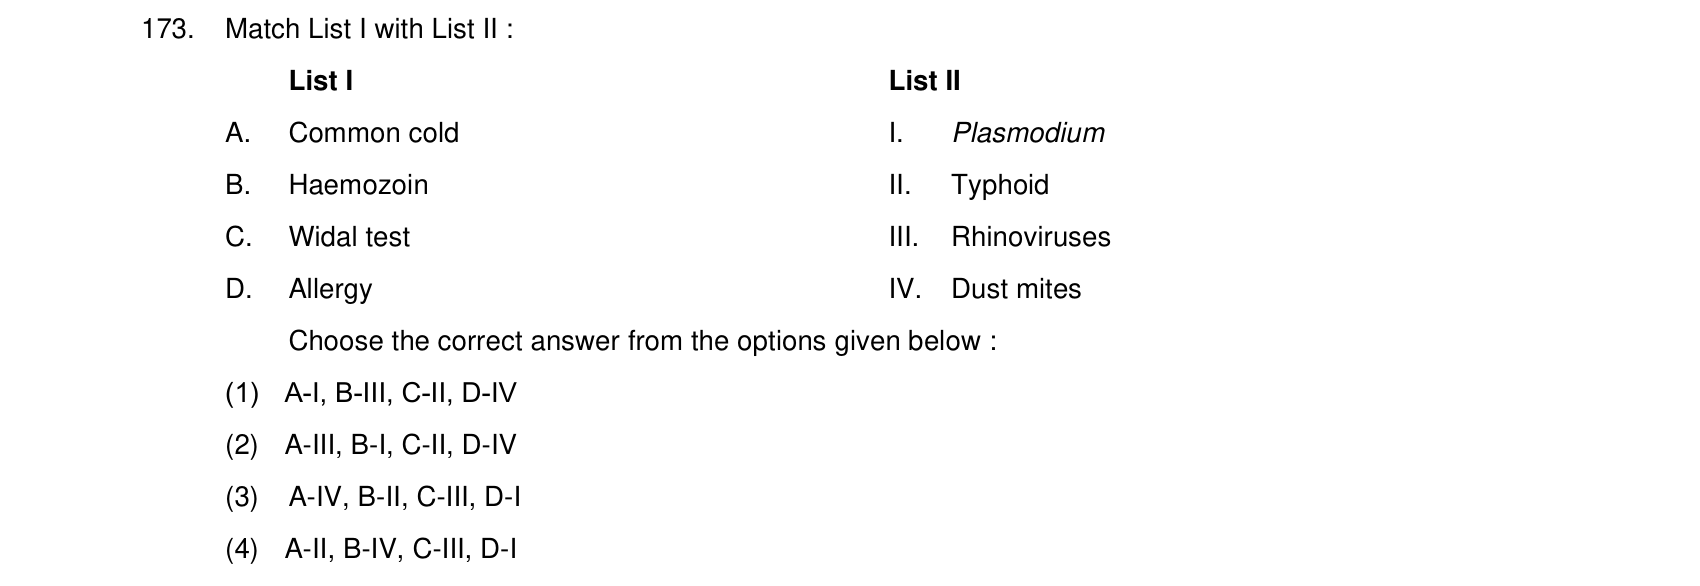 173. Match List I with List II :
List I List II
A. Common cold I. Plasmodium
B. Haemozoin II. Typhoid
C. Widal test III. Rhinoviruses
D. Allergy IV. Dust mites
Choose the correct answer from the options given below :
(1) A-I, B-III, C-II, D-IV
(2) A-III, B-I, C-II, D-IV
(3) A-IV, B-II, C-III, D-I
(4) A-II, B-IV, C-III, D-I